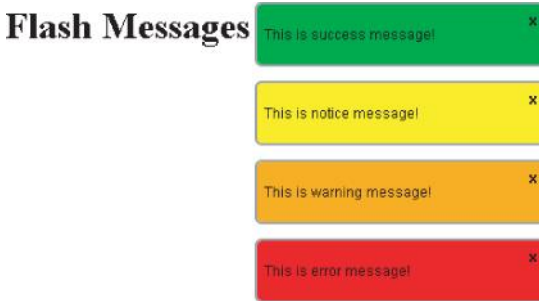 Flash Messages
x
This is success message!
x
This is notice message!
x
This is warning message!
x
This is error message!